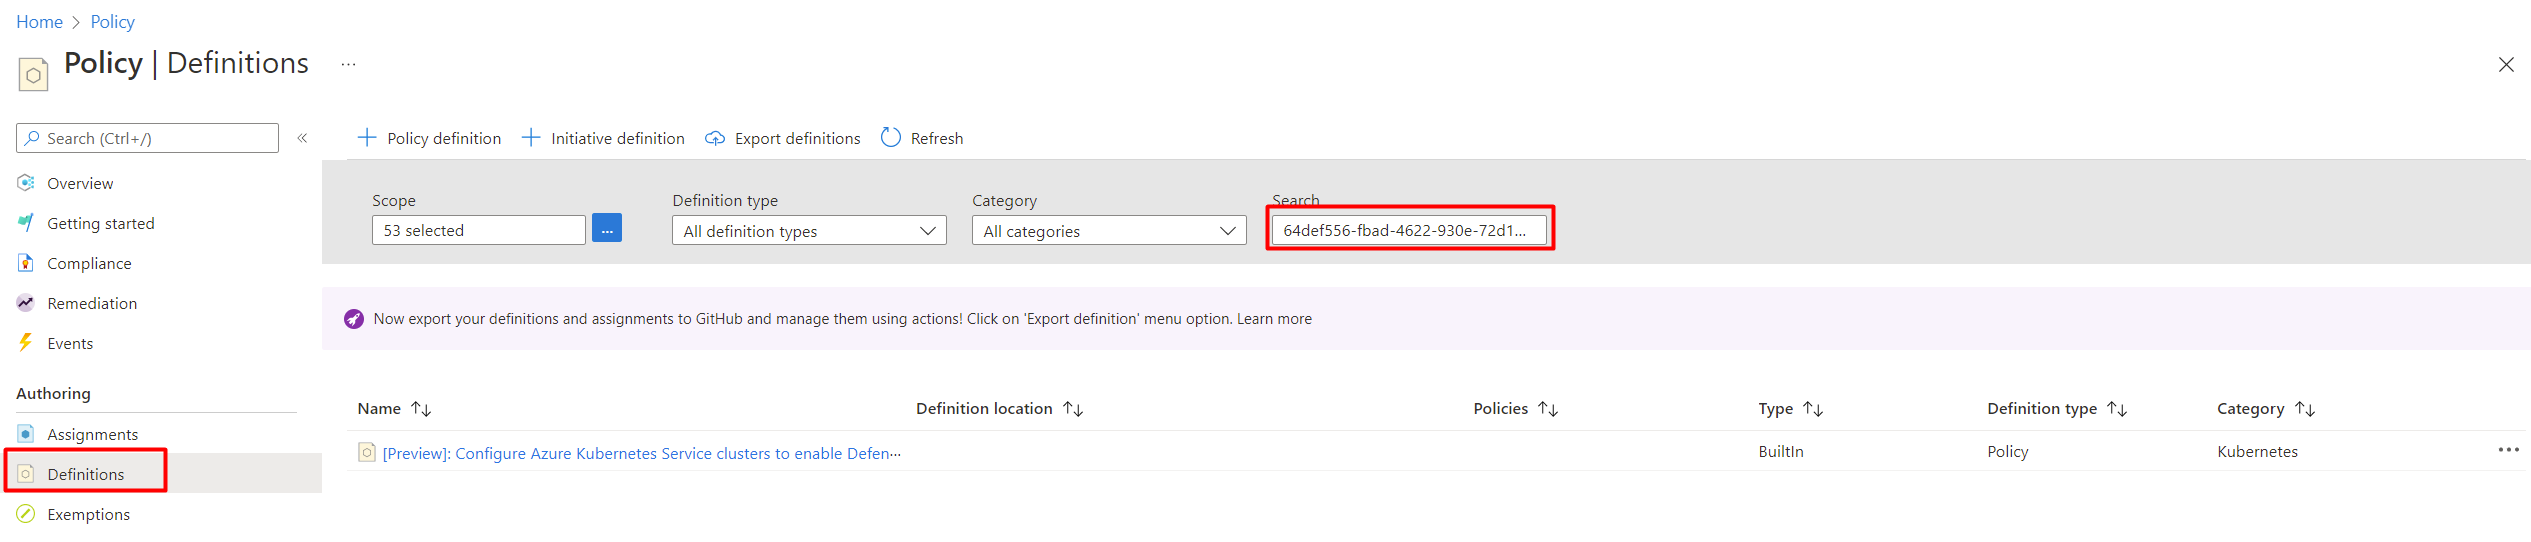 Home > Policy
Policy | Definitions ...
Search (Ctrl+/) «
Overview
Getting started
Compliance
Remediation
Events
Authoring
Assignments
Definitions
Exemptions
+ Policy definition + Initiative definition Export definitions Refresh
Scope Definition type Category Search
53 selected ... All definition types All categories 64def556-fbad-4622-930e-72d1...
Now export your definitions and assignments to GitHub and manage them using actions! Click on 'Export definition' menu option. Learn more
Name ↑↓ Definition location ↑↓ Policies ↑↓ Type ↑↓ Definition type ↑↓ Category ↑↓
[Preview]: Configure Azure Kubernetes Service clusters to enable Defen··· BuiltIn Policy Kubernetes ···